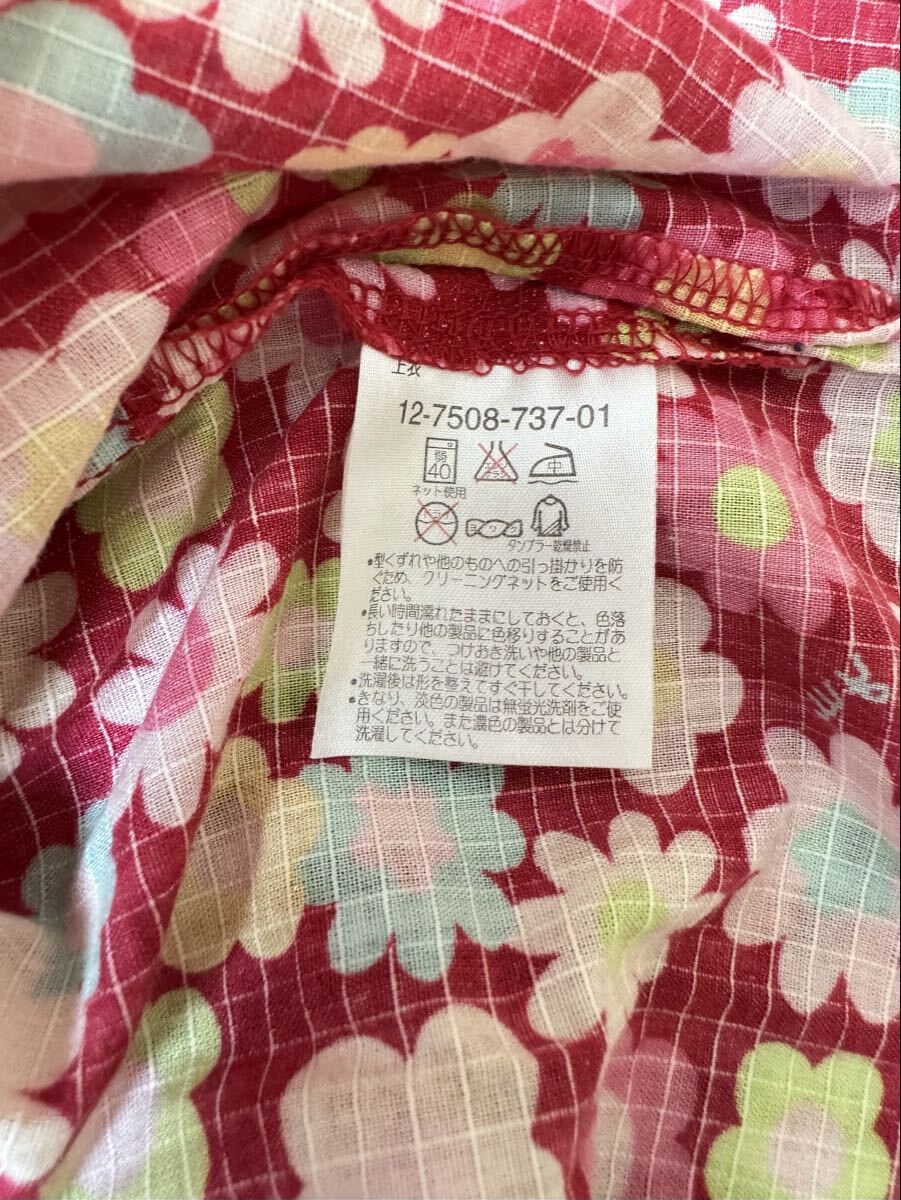 上衣
12-7508-737-01
弱
40
エンソ
サラシ
中
ネット使用
タンブラー乾燥禁止
•型くずれや他のものへの引っ掛かりを防
ぐため、クリーニングネットをご使用く
ださい。
•長い時間濡れたままにしておくと、色落
ちしたり他の製品に色移りすることがあ
りますので、つけおき洗いや他の製品と
一緒に洗うことは避けてください。
•洗濯後は形を整えてすぐ干してください。
•きなり、淡色の製品は無蛍光洗剤をご使
用ください。また濃色の製品とは分けて
洗濯してください。